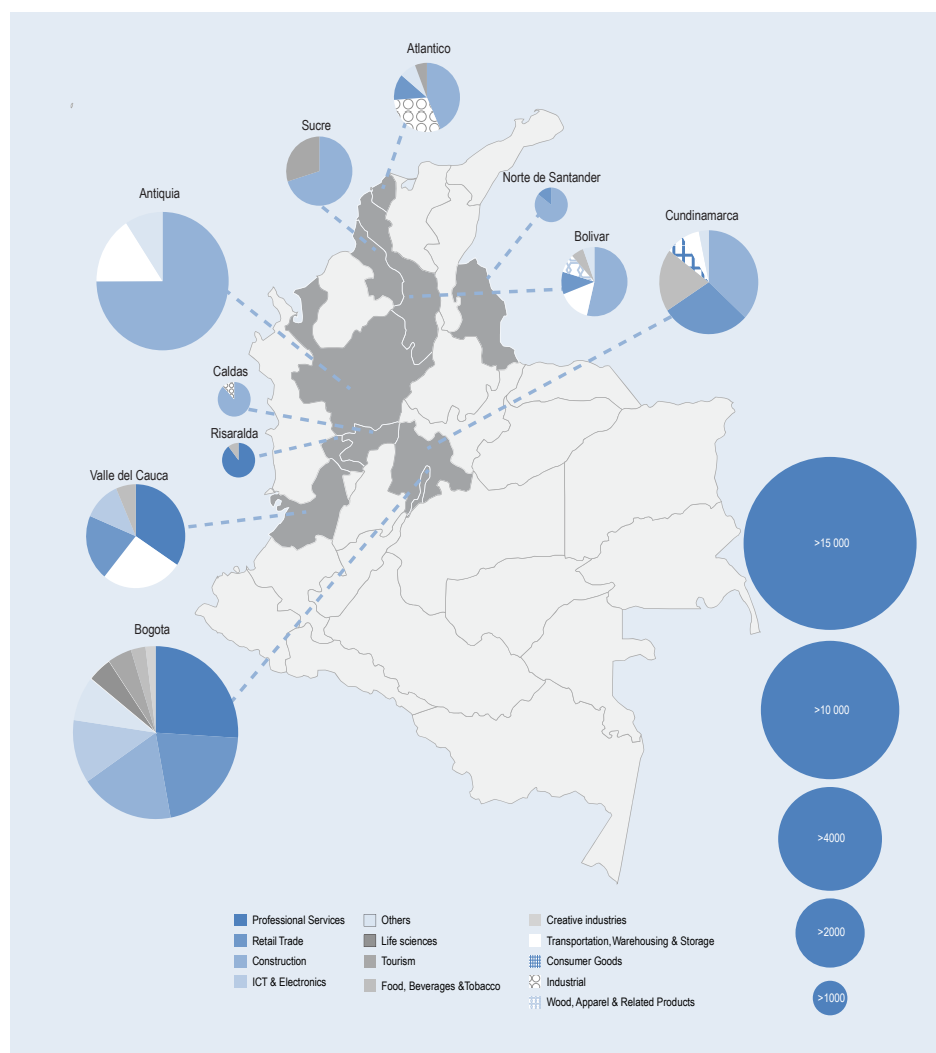 Atlantico
Sucre
Antiquia
Norte de Santander
Cundinamarca
Bolivar
Caldas
Risaralda
Valle del Cauca
Bogota
>15 000
>10 000
>4000
>2000
>1000
Professional Services
Retail Trade
Construction
ICT & Electronics
Others
Life sciences
Tourism
Food, Beverages &Tobacco
Creative industries
Transportation, Warehousing & Storage
Consumer Goods
Industrial
Wood, Apparel & Related Products